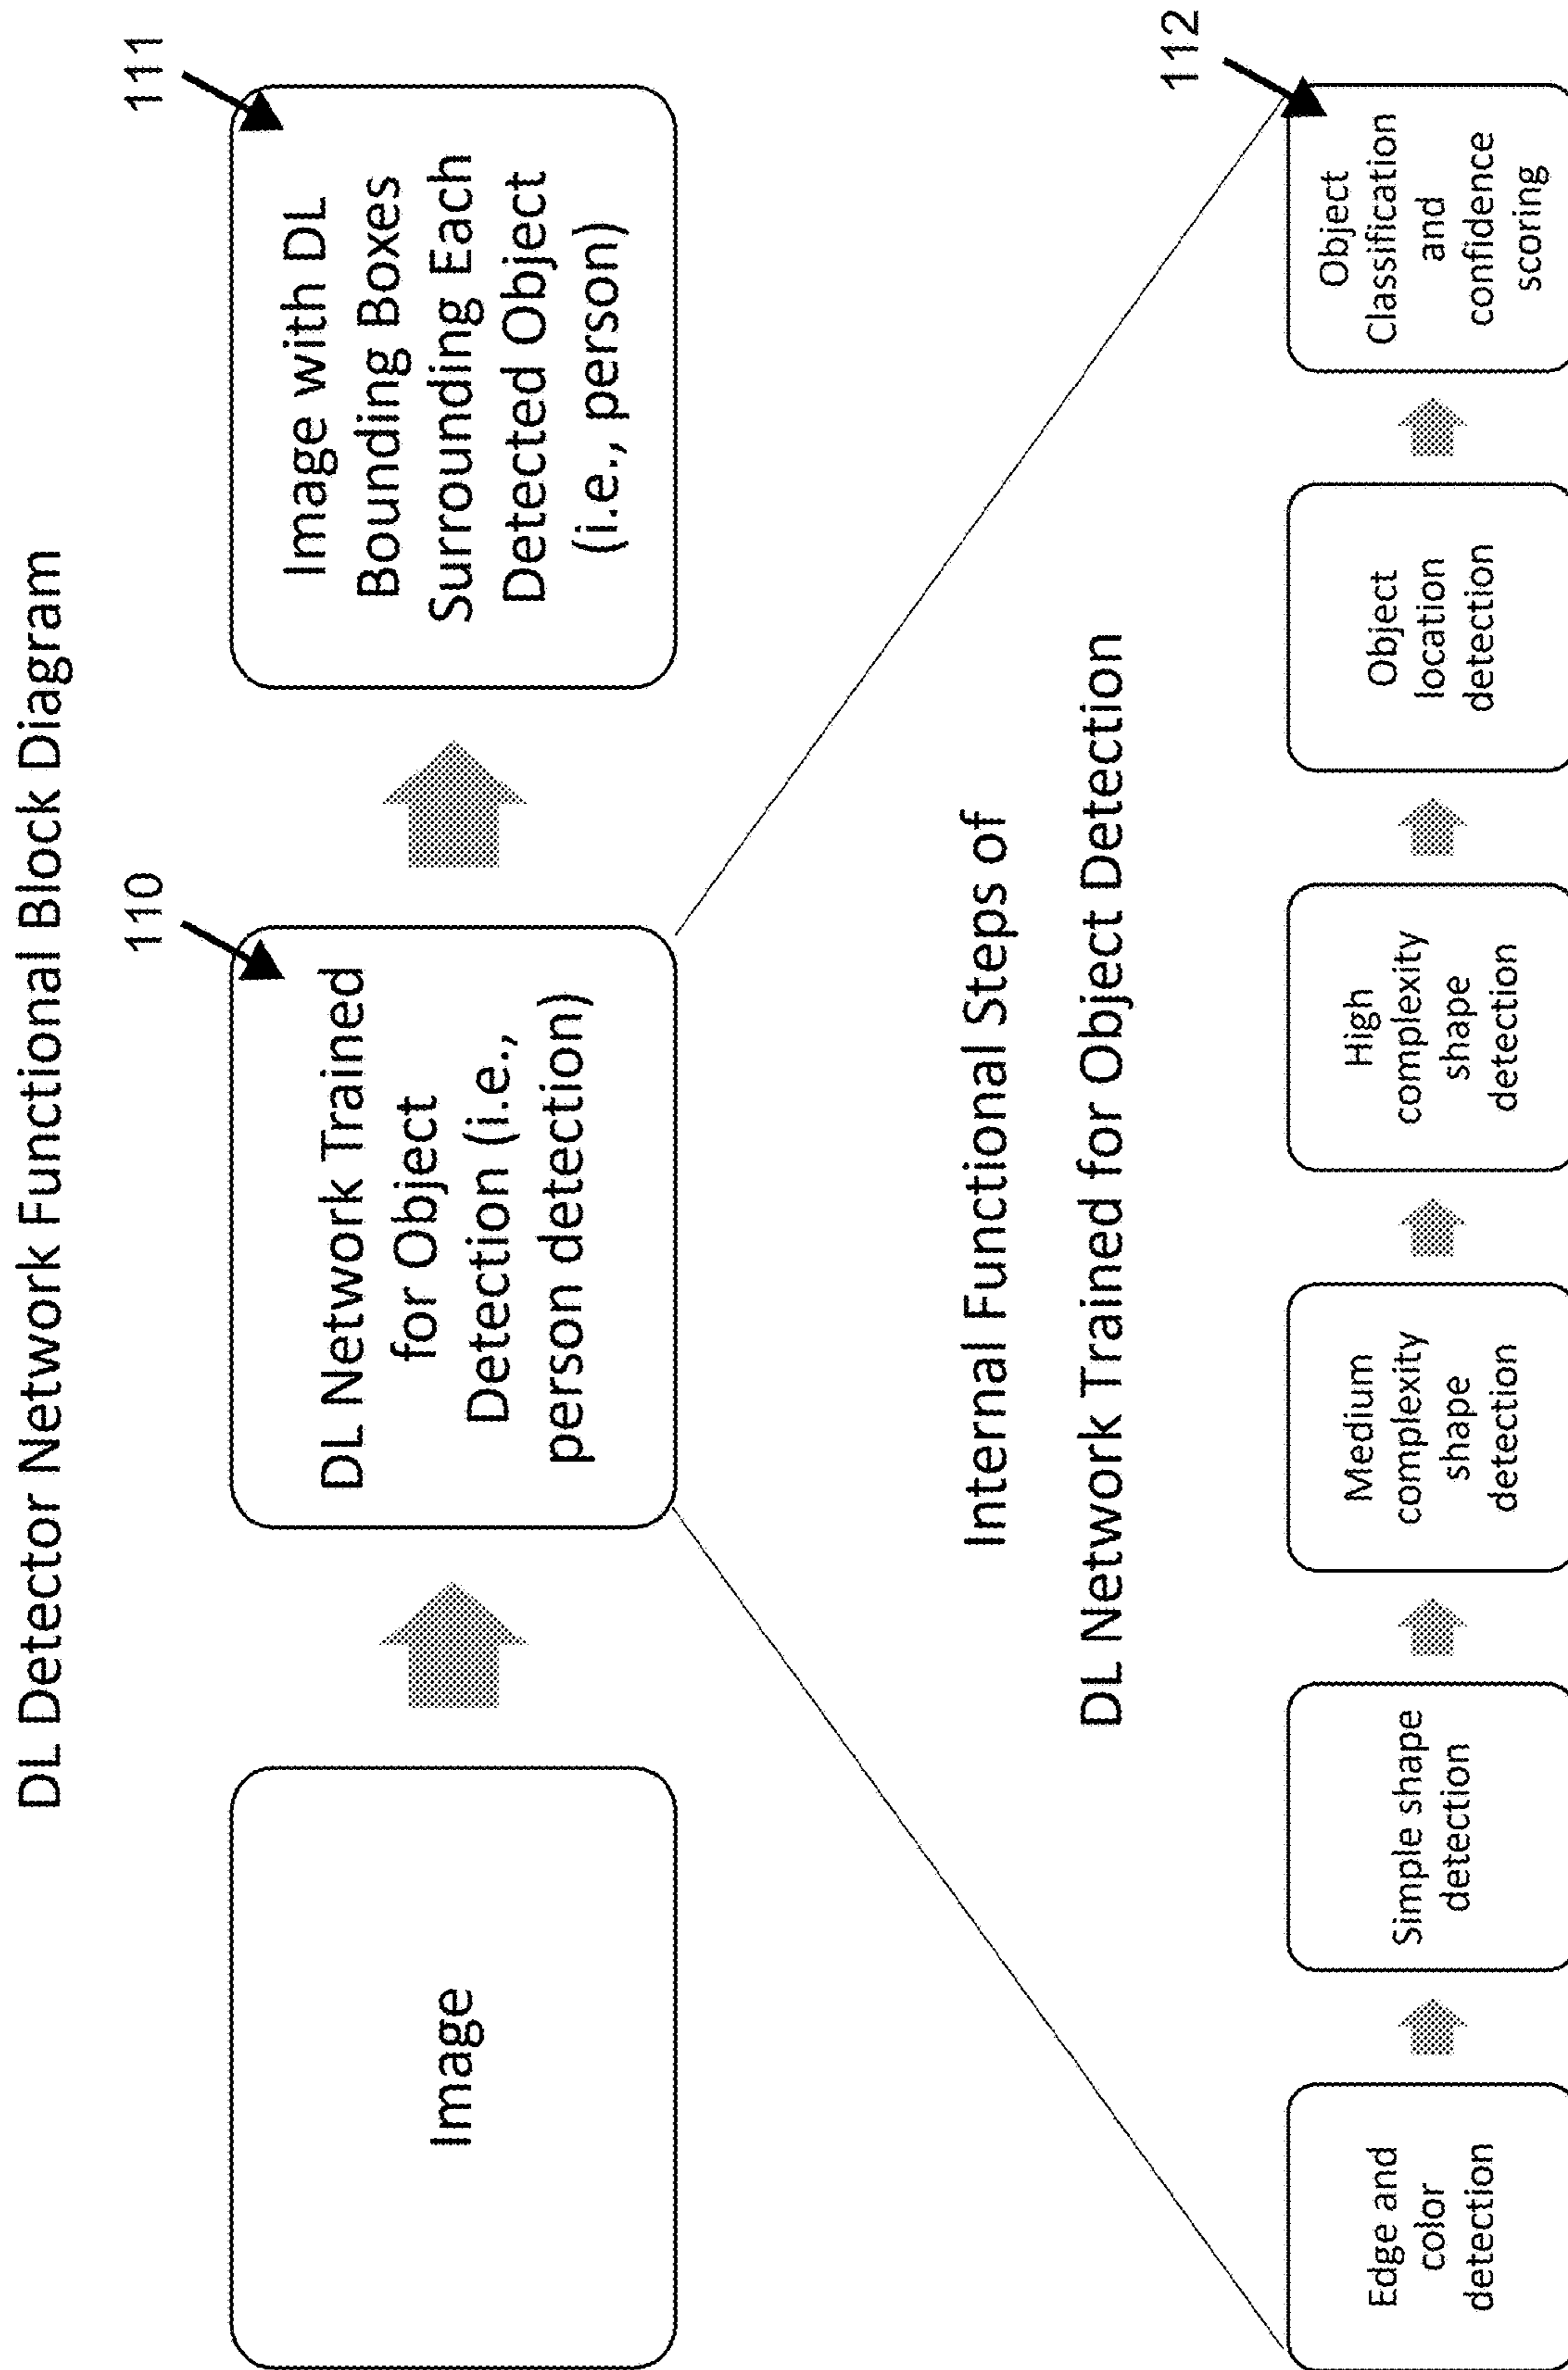 DL Detector Network Functional Block Diagram
Image
110
DL Network Trained
for Object
Detection (i.e.,
person detection)
111
Image with DL
Bounding Boxes
Surrounding Each
Detected Object
(i.e., person)
Internal Functional Steps of
DL Network Trained for Object Detection
Edge and
color
detection
Simple shape
detection
Medium
complexity
shape
detection
High
complexity
shape
detection
Object
location
detection
112
Object
Classification
and
confidence
scoring